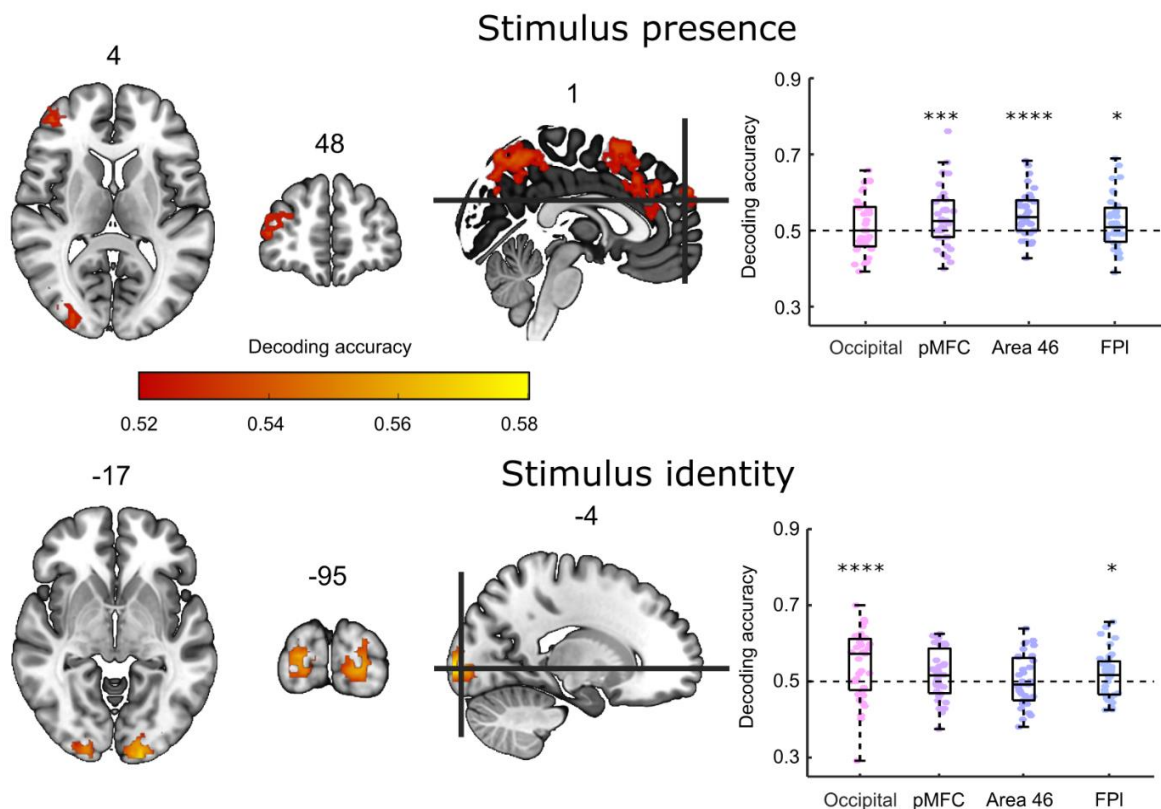 Stimulus presence
4
48
1
Decoding accuracy
0.9
0.7
0.5
0.3
*** **** *
Occipital pMFC Area 46 FPl
Decoding accuracy
0.52 0.54 0.56 0.58
Stimulus identity
-17
-95
-4
Decoding accuracy
0.9
0.7
0.5
0.3
**** *
Occipital pMFC Area 46 FPl